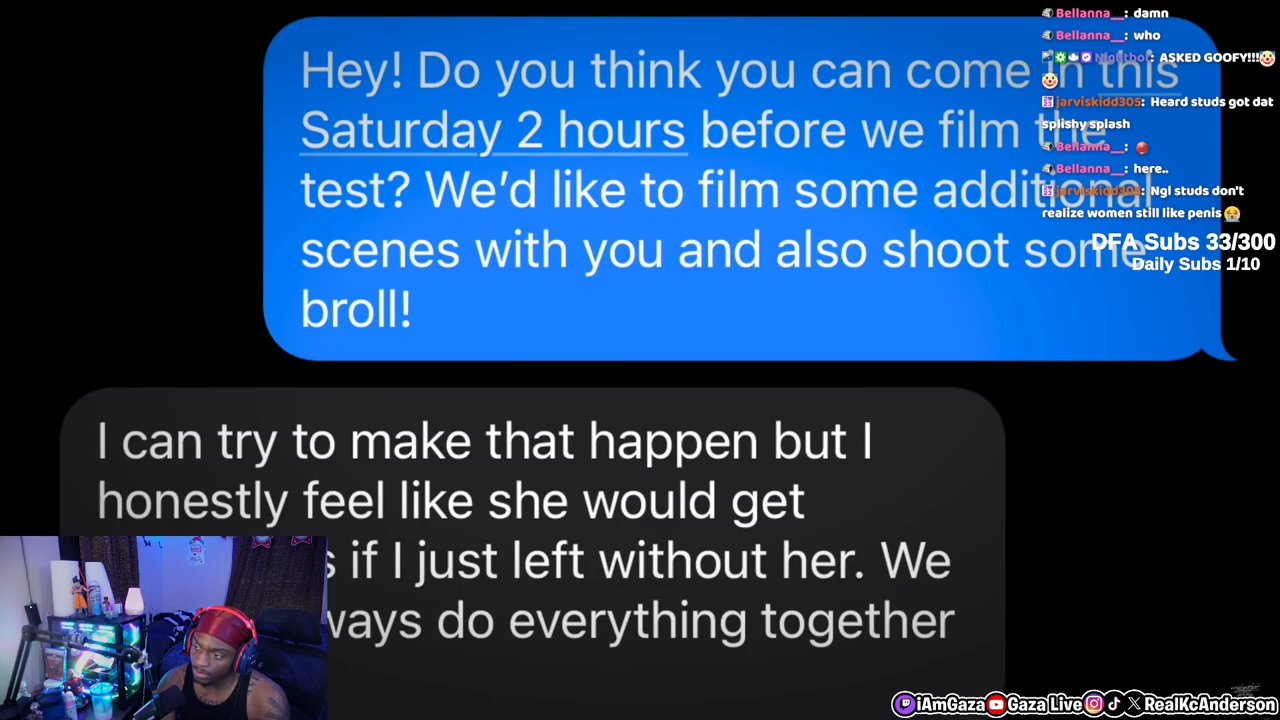 Hey! Do you think you can come in this
Saturday 2 hours before we film the
test? We'd like to film some additional
scenes with you and also shoot some
broll!
I can try to make that happen but I
honestly feel like she would get
if I just left without her. We
do everything together
Bellanna__: damn
Bellanna__: who
Nightbot: ASKED GOOFY!!!🤡
🤡
jarviskidd305: Heard studs got dat
splishy splash
Bellanna__: 🥵
Bellanna__: here..
jarviskidd305: Ngl studs don't
realize women still like penis😭
DFA Subs 33/300
Daily Subs 1/10
iAmGaza Gaza Live RealKcAnderson